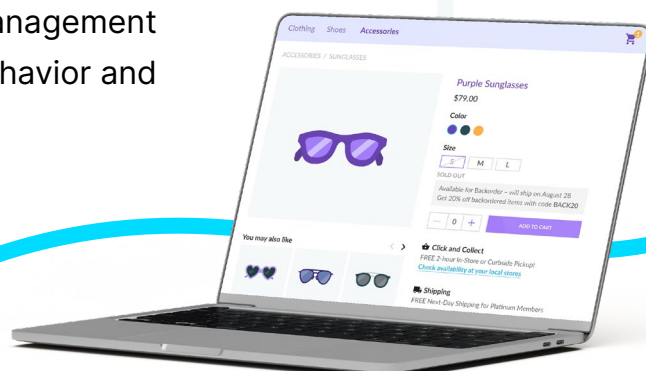 anagement
havior and
Clothing Shoes Accessories
1
ACCESSORIES / SUNGLASSES
Purple Sunglasses
$79.00
Color
Size
S M L
SOLD OUT
Available for Backorder – will ship on August 28
Get 20% off backordered items with code BACK20
— 0 +
ADD TO CART
You may also like
< >
Click and Collect
FREE 2-hour In-Store or Curbside Pickup!
Check availability at your local stores
Shipping
FREE Next-Day Shipping for Platinum Members